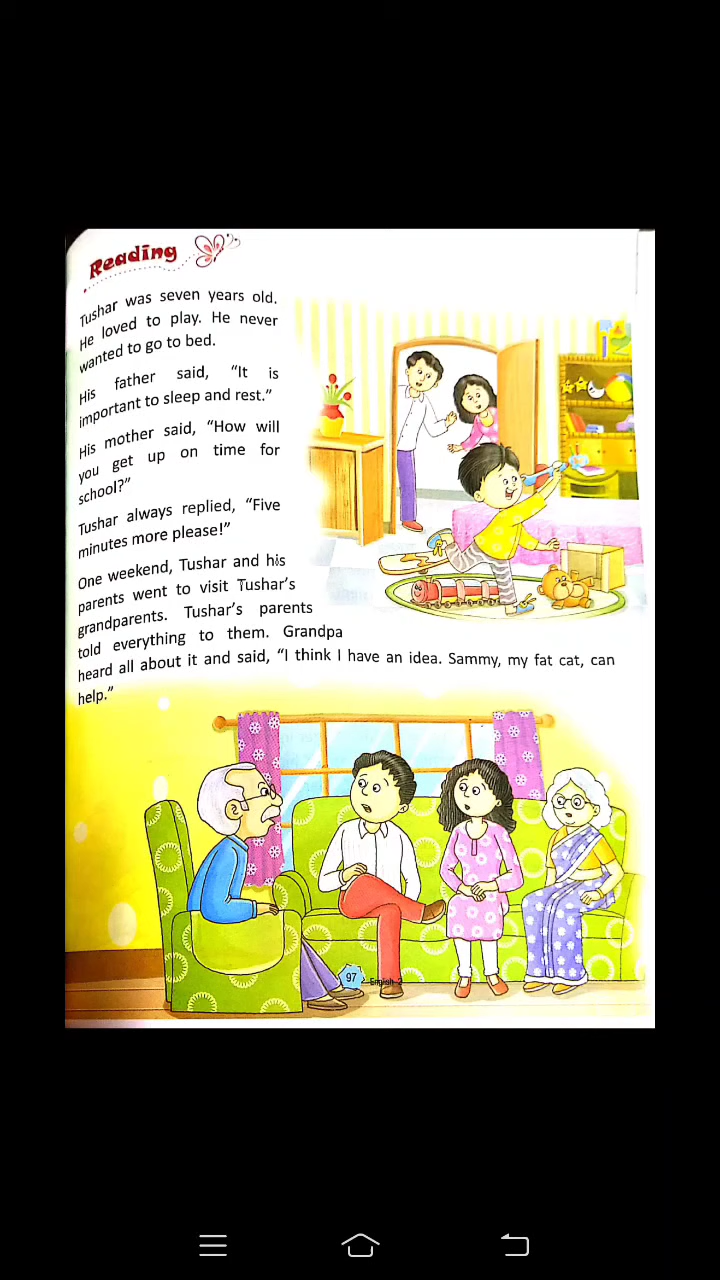 Reading
Tushar was seven years old.
He loved to play. He never
wanted to go to bed.
His father said, “It is
important to sleep and rest.”
His mother said, “How will
you get up on time for
school?”
Tushar always replied, “Five
minutes more please!”
One weekend, Tushar and his
parents went to visit Tushar’s
grandparents. Tushar’s parents
told everything to them. Grandpa
heard all about it and said, “I think I have an idea. Sammy, my fat cat, can
help.”
97 English-2